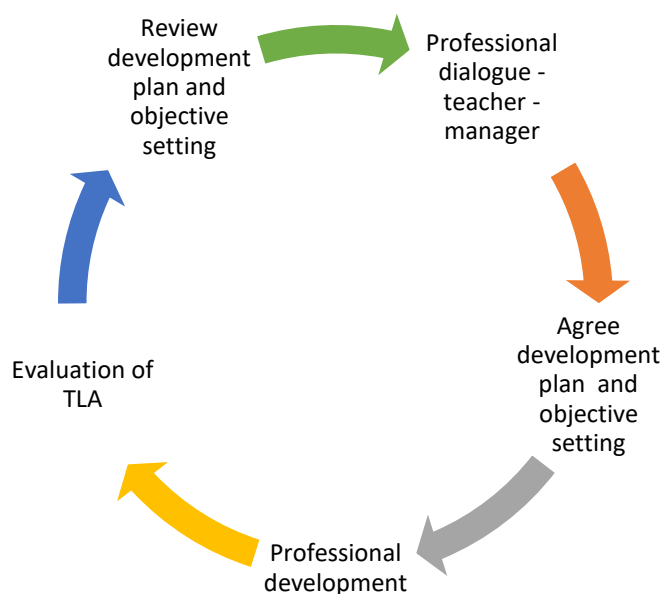 Review
development
plan and
objective
setting
Professional
dialogue -
teacher -
manager
Agree
development
plan and
objective
setting
Professional
development
Evaluation of
TLA